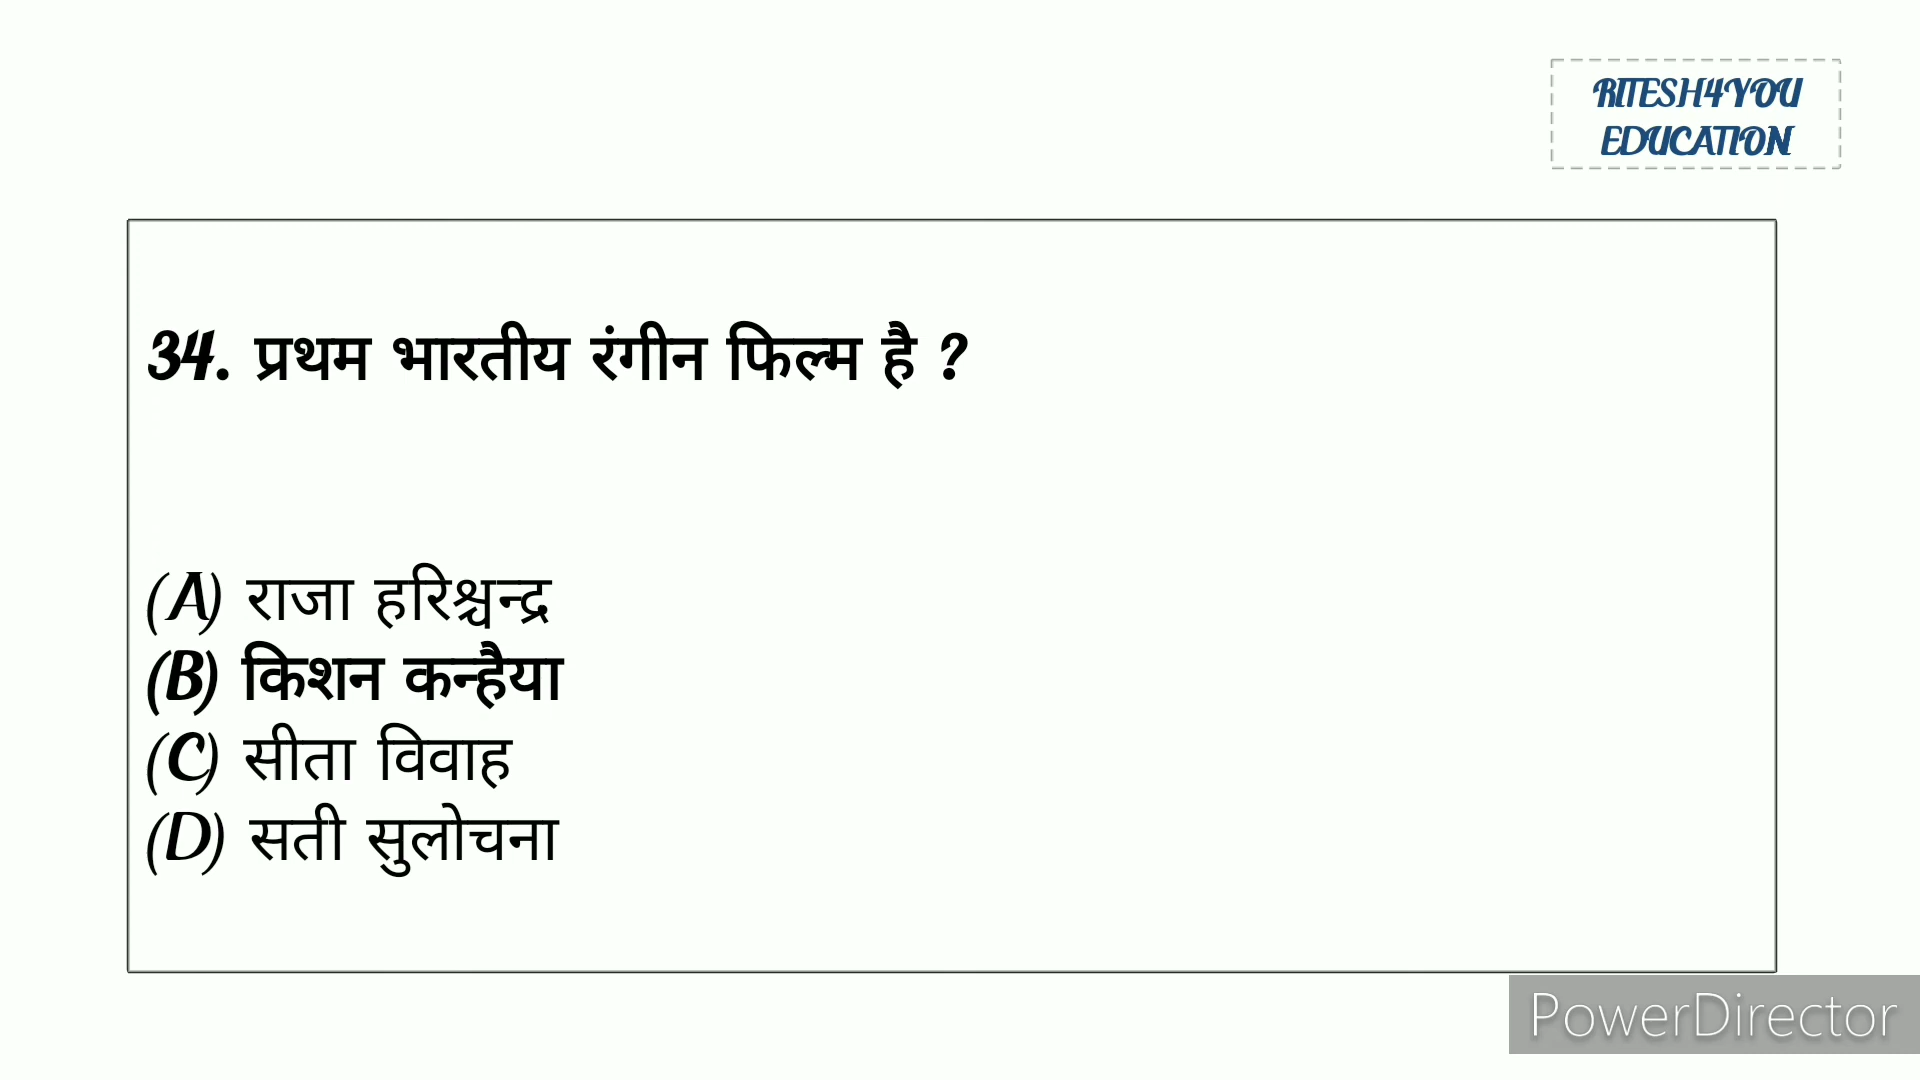 RITESH4YOU
EDUCATION
34. प्रथम भारतीय रंगीन फिल्म है ?
(A) राजा हरिश्चन्द्र
(B) किशन कन्हैया
(C) सीता विवाह
(D) सती सुलोचना
PowerDirector